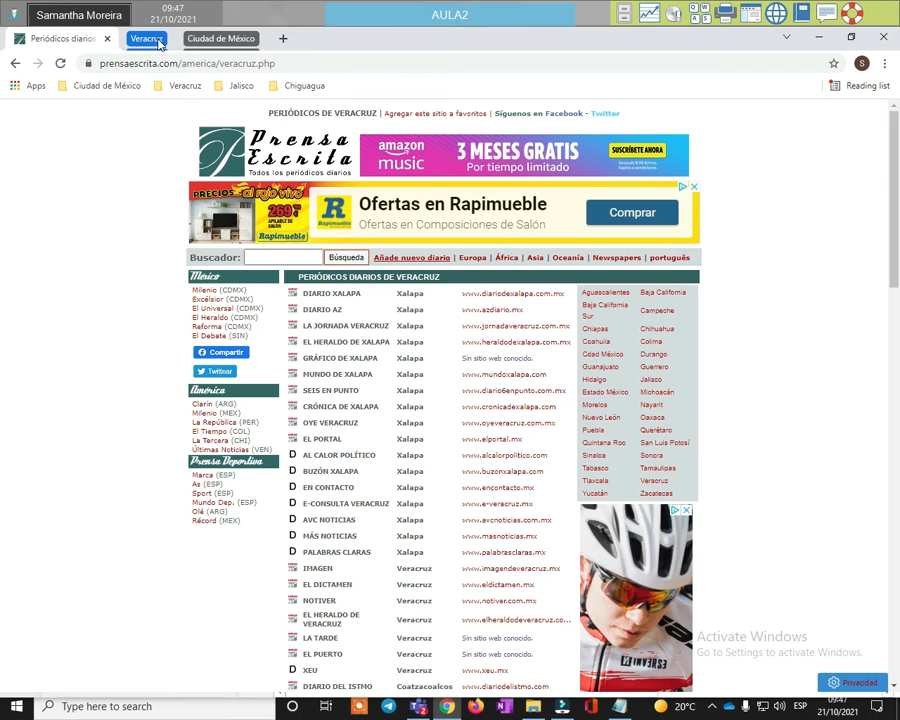 Samantha Moreira
09:47
21/10/2021
AULA2
Periódicos diarios
Veracruz
Ciudad de México
prensaescrita.com/america/veracruz.php
S
Apps
Ciudad de México
Veracruz
Jalisco
Chiguagua
Reading list
PERIÓDICOS DE VERACRUZ | Agregar este sitio a favoritos | Síguenos en Facebook - Twitter
Prensa Escrita
Todos los periódicos diarios
amazon music
3 MESES GRATIS
Por tiempo limitado
SUSCRÍBETE AHORA
PRECIOS al rojo vivo
269
Rapimueble
R
Rapimueble
Ofertas en Rapimueble
Ofertas en Composiciones de Salón
Comprar
Buscador:
Búsqueda
Añade nuevo diario | Europa | África | Asia | Oceanía | Newspapers | português
México
Milenio (CDMX)
Excélsior (CDMX)
El Universal (CDMX)
El Heraldo (CDMX)
Reforma (CDMX)
El Debate (SIN)
Compartir
Twittear
América
Clarín (ARG)
Milenio (MEX)
La República (PER)
El Tiempo (COL)
La Tercera (CHI)
Últimas Noticias (VEN)
Prensa Deportiva
Marca (ESP)
As (ESP)
Sport (ESP)
Mundo Dep. (ESP)
Olé (ARG)
Récord (MEX)
PERIÓDICOS DIARIOS DE VERACRUZ
DIARIO XALAPA Xalapa www.diariodexalapa.com.mx
DIARIO AZ Xalapa www.azdiario.mx
LA JORNADA VERACRUZ Xalapa www.jornadaveracruz.com.mx
EL HERALDO DE XALAPA Xalapa www.heraldodexalapa.com.mx
GRÁFICO DE XALAPA Xalapa Sin sitio web conocido.
MUNDO DE XALAPA Xalapa www.mundoxalapa.com
SEIS EN PUNTO Xalapa www.diario6enpunto.com.mx
CRÓNICA DE XALAPA Xalapa www.cronicadexalapa.com
OYE VERACRUZ Xalapa www.oyeveracruz.com.mx
EL PORTAL Xalapa www.elportal.mx
D AL CALOR POLÍTICO Xalapa www.alcalorpolitico.com
D BUZÓN XALAPA Xalapa www.buzonxalapa.com
D EN CONTACTO Xalapa www.encontacto.mx
D E-CONSULTA VERACRUZ Xalapa www.e-veracruz.mx
D AVC NOTICIAS Xalapa www.avcnoticias.com.mx
D MÁS NOTICIAS Xalapa www.masnoticias.mx
D PALABRAS CLARAS Xalapa www.palabrasclaras.mx
IMAGEN Veracruz www.imagendeveracruz.mx
EL DICTAMEN Veracruz www.eldictamen.mx
NOTIVER Veracruz www.notiver.com.mx
EL HERALDO DE VERACRUZ Veracruz www.elheraldodeveracruz.co...
LA TARDE Veracruz Sin sitio web conocido.
EL PUERTO Veracruz Sin sitio web conocido.
D XEU Veracruz www.xeu.mx
DIARIO DEL ISTMO Coatzacoalcos www.diariodelistmo.com
Aguascalientes Baja California
Baja California Sur Campeche
Chiapas Chihuahua
Coahuila Colima
Cdad México Durango
Guanajuato Guerrero
Hidalgo Jalisco
Estado México Michoacán
Morelos Nayarit
Nuevo León Oaxaca
Puebla Querétaro
Quintana Roo San Luis Potosí
Sinaloa Sonora
Tabasco Tamaulipas
Tlaxcala Veracruz
Yucatán Zacatecas
Activate Windows
Go to Settings to activate Windows.
Privacidad
Type here to search
20°C
ESP
09:47
21/10/2021